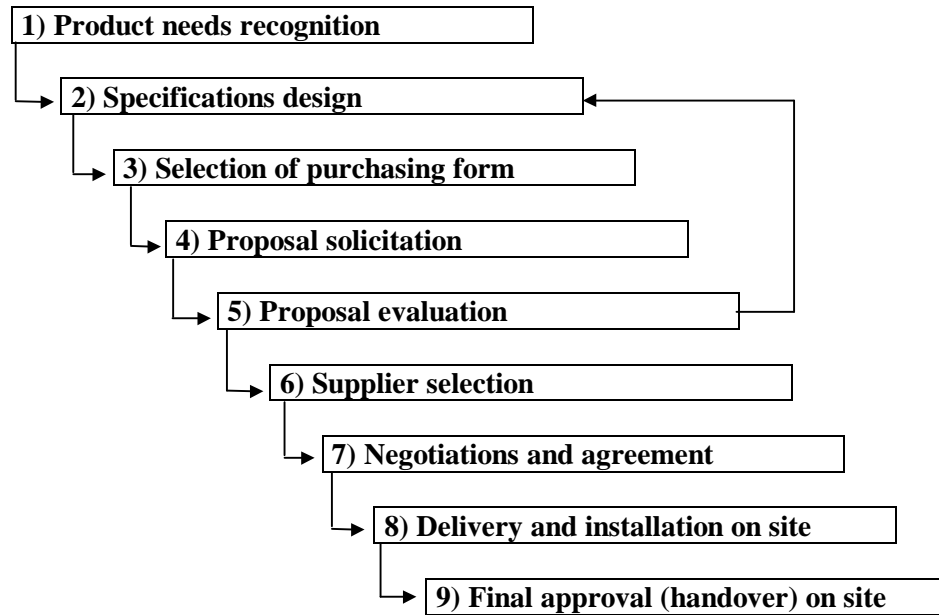 1) Product needs recognition
2) Specifications design
3) Selection of purchasing form
4) Proposal solicitation
5) Proposal evaluation
6) Supplier selection
7) Negotiations and agreement
8) Delivery and installation on site
9) Final approval (handover) on site